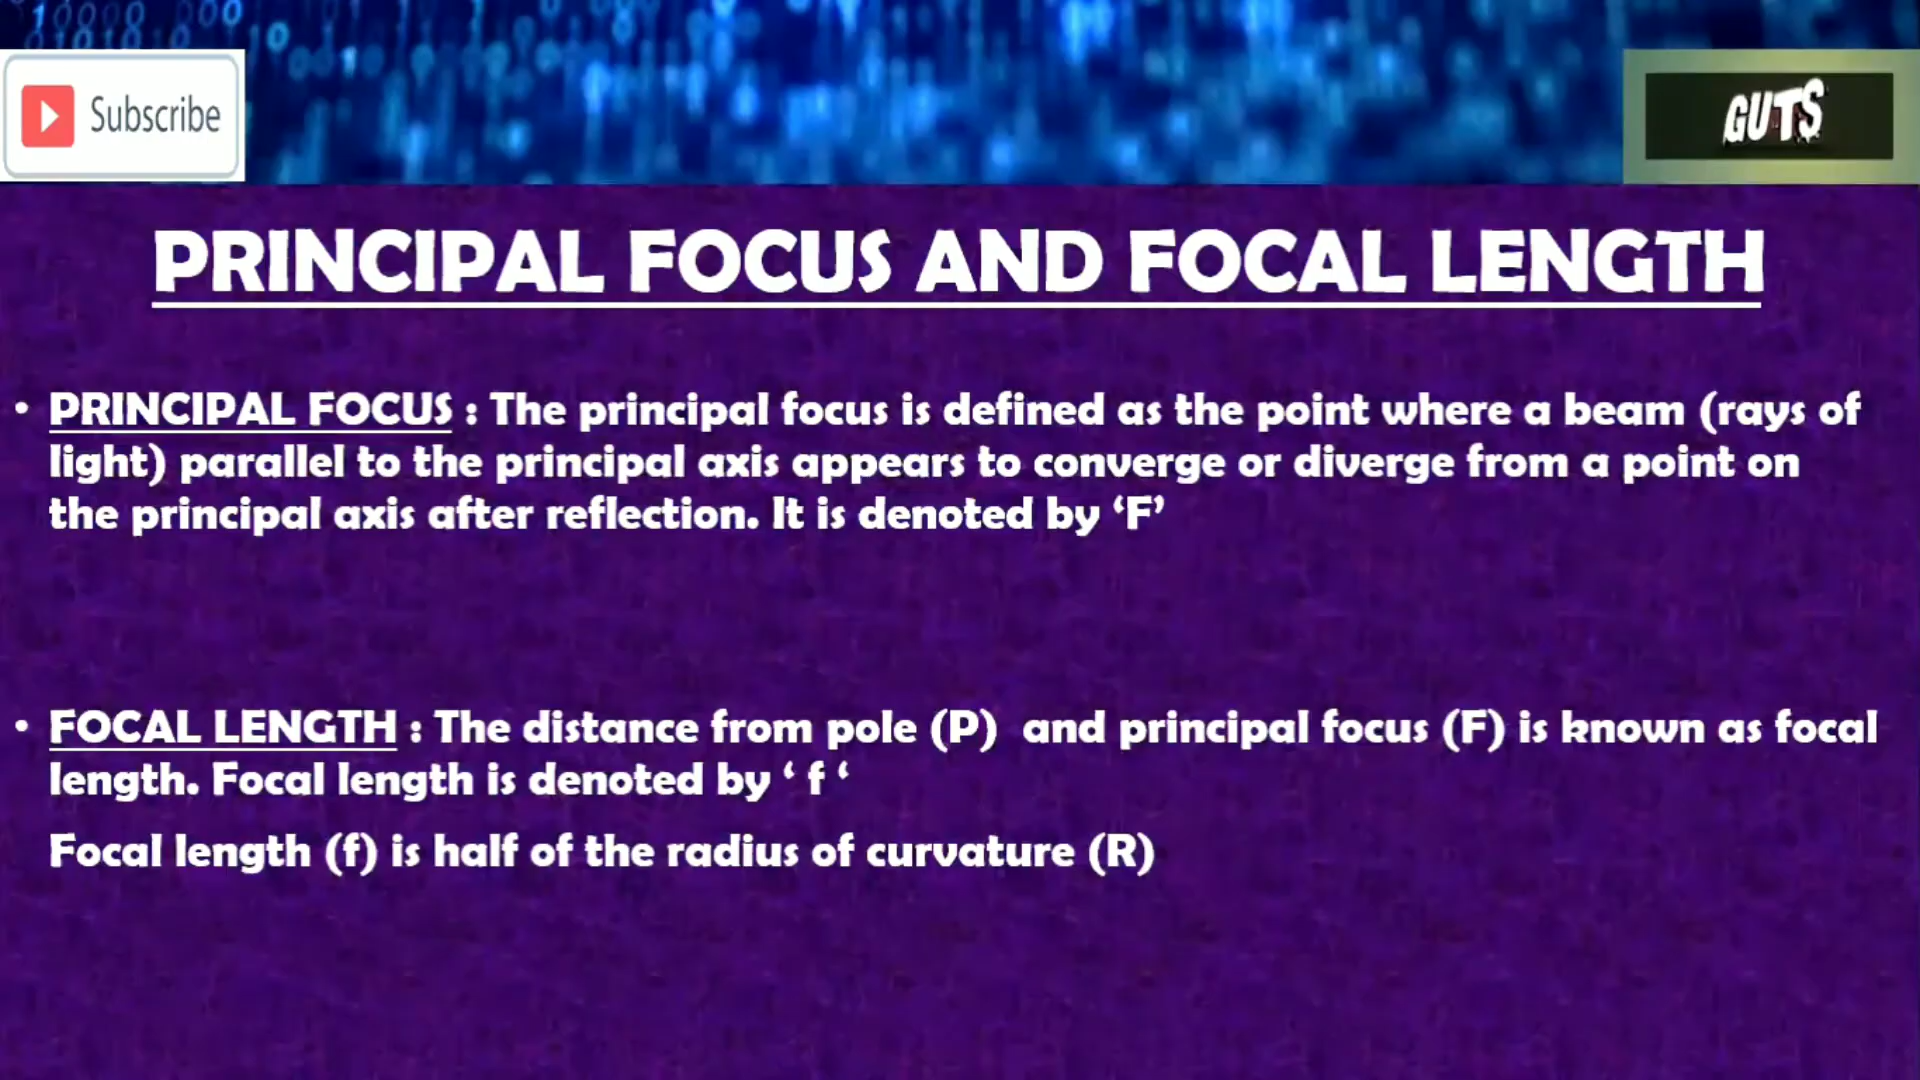 Subscribe
GUTS
PRINCIPAL FOCUS AND FOCAL LENGTH
• PRINCIPAL FOCUS : The principal focus is defined as the point where a beam (rays of
light) parallel to the principal axis appears to converge or diverge from a point on
the principal axis after reflection. It is denoted by ‘F’
• FOCAL LENGTH : The distance from pole (P) and principal focus (F) is known as focal
length. Focal length is denoted by ‘ f ‘
Focal length (f) is half of the radius of curvature (R)